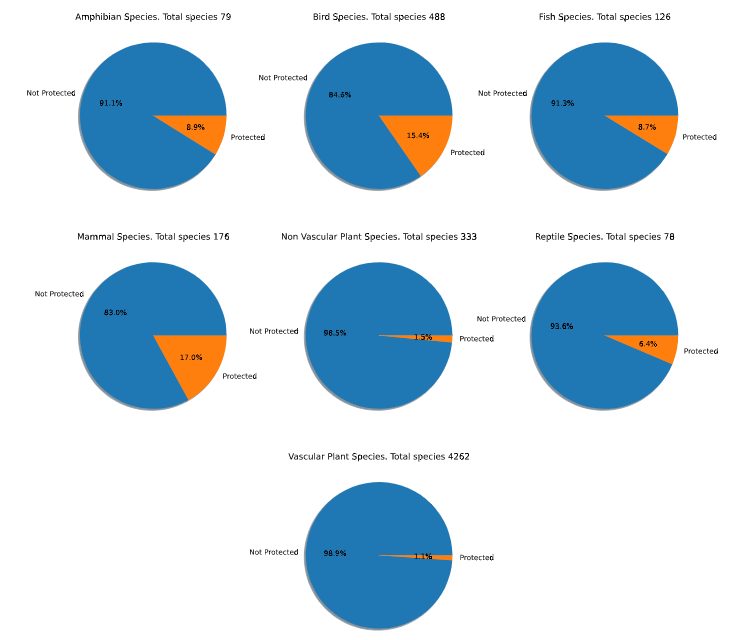 Amphibian Species. Total species 79
Bird Species. Total species 488
Fish Species. Total species 126
Not Protected
91.1%
8.9%
Protected
Not Protected
84.6%
15.4%
Protected
Not Protected
91.3%
8.7%
Protected
Mammal Species. Total species 176
Non Vascular Plant Species. Total species 333
Reptile Species. Total species 78
Not Protected
83.0%
17.0%
Protected
Not Protected
98.5%
1.5%
Protected
Not Protected
93.6%
6.4%
Protected
Vascular Plant Species. Total species 4262
Not Protected
98.9%
1.1%
Protected